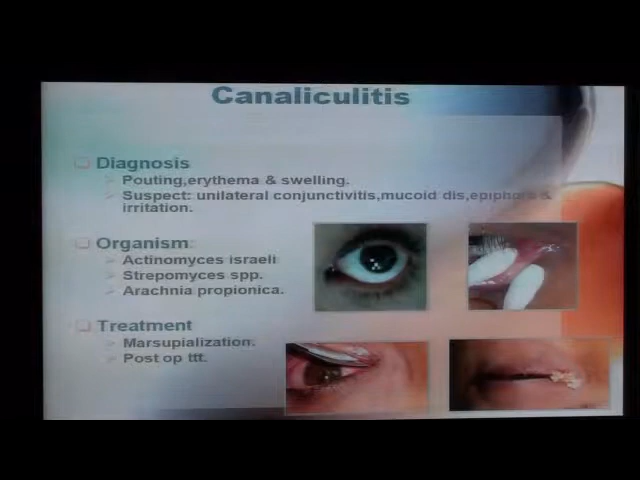 Canaliculitis
Diagnosis
Pouting,erythema & swelling.
Suspect: unilateral conjunctivitis,mucoid dis,epiphora &
irritation.
Organism
Actinomyces israeli
Strepomyces spp.
Arachnia propionica.
Treatment
Marsupialization.
Post op ttt.